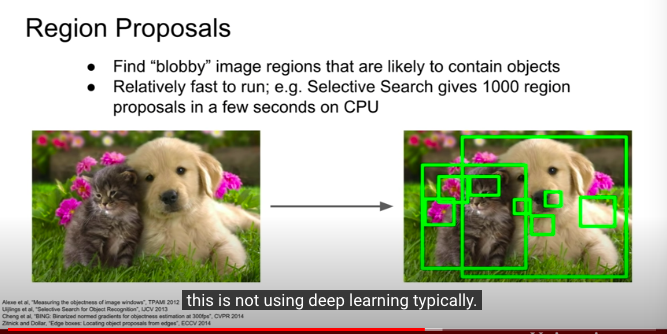 Region Proposals
● Find “blobby” image regions that are likely to contain objects
● Relatively fast to run; e.g. Selective Search gives 1000 region
proposals in a few seconds on CPU
Alexe et al, “Measuring the objectness of image windows”, TPAMI 2012
Uijlings et al, “Selective Search for Object Recognition”, IJCV 2013
Cheng et al, “BING: Binarized normed gradients for objectness estimation at 300fps”, CVPR 2014
Zitnick and Dollar, “Edge boxes: Locating object proposals from edges”, ECCV 2014
this is not using deep learning typically.